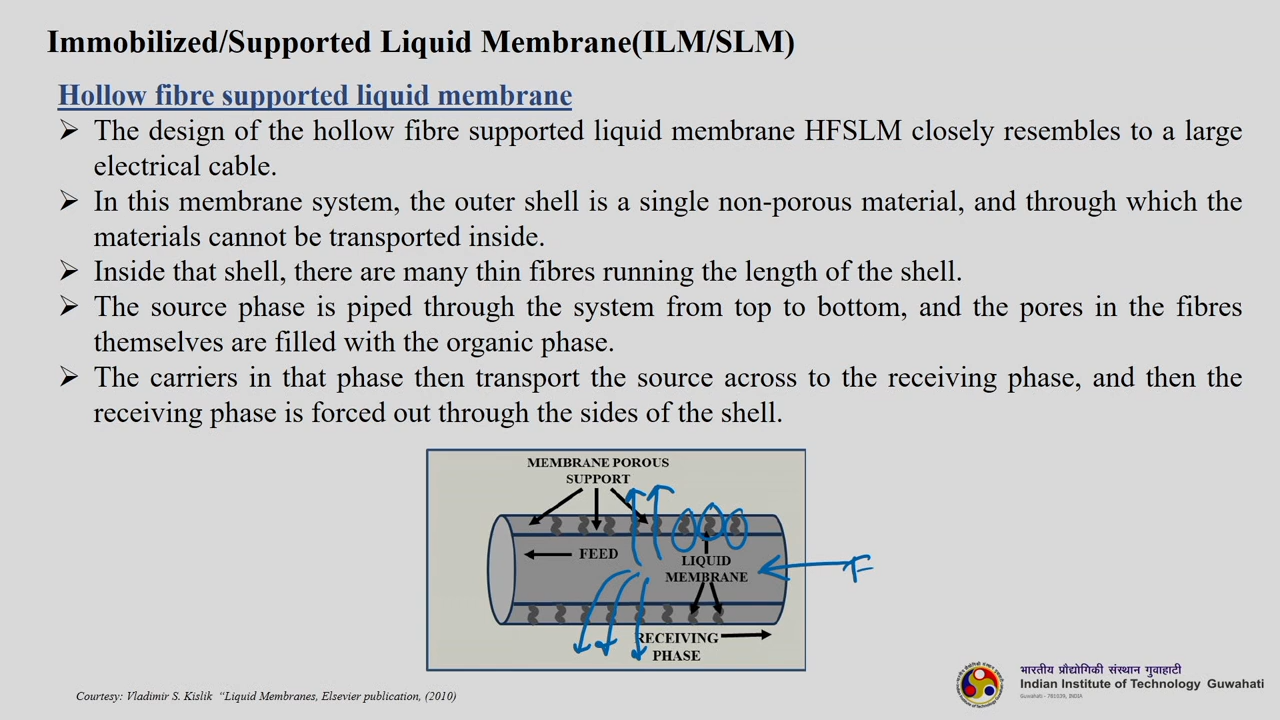 Immobilized/Supported Liquid Membrane(ILM/SLM)
Hollow fibre supported liquid membrane
➢ The design of the hollow fibre supported liquid membrane HFSLM closely resembles to a large
electrical cable.
➢ In this membrane system, the outer shell is a single non-porous material, and through which the
materials cannot be transported inside.
➢ Inside that shell, there are many thin fibres running the length of the shell.
➢ The source phase is piped through the system from top to bottom, and the pores in the fibres
themselves are filled with the organic phase.
➢ The carriers in that phase then transport the source across to the receiving phase, and then the
receiving phase is forced out through the sides of the shell.
MEMBRANE POROUS
SUPPORT
FEED
LIQUID
MEMBRANE
F
RECEIVING
PHASE
Courtesy: Vladimir S. Kislik “Liquid Membranes, Elsevier publication, (2010)
भारतीय प्रौद्योगिकी संस्थान गुवाहाटी
Indian Institute of Technology Guwahati
Guwahati - 781039, INDIA